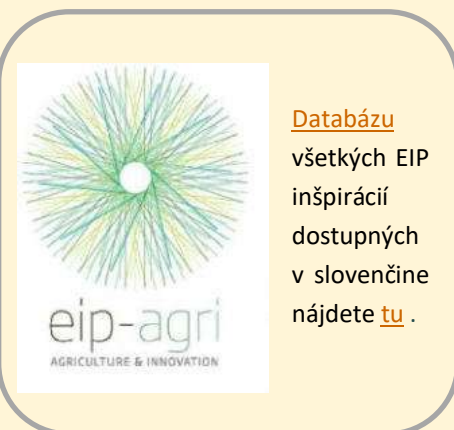 Databázu
všetkých EIP
inšpirácií
dostupných
v slovenčine
nájdete tu .
eip-agri
AGRICULTURE & INNOVATION